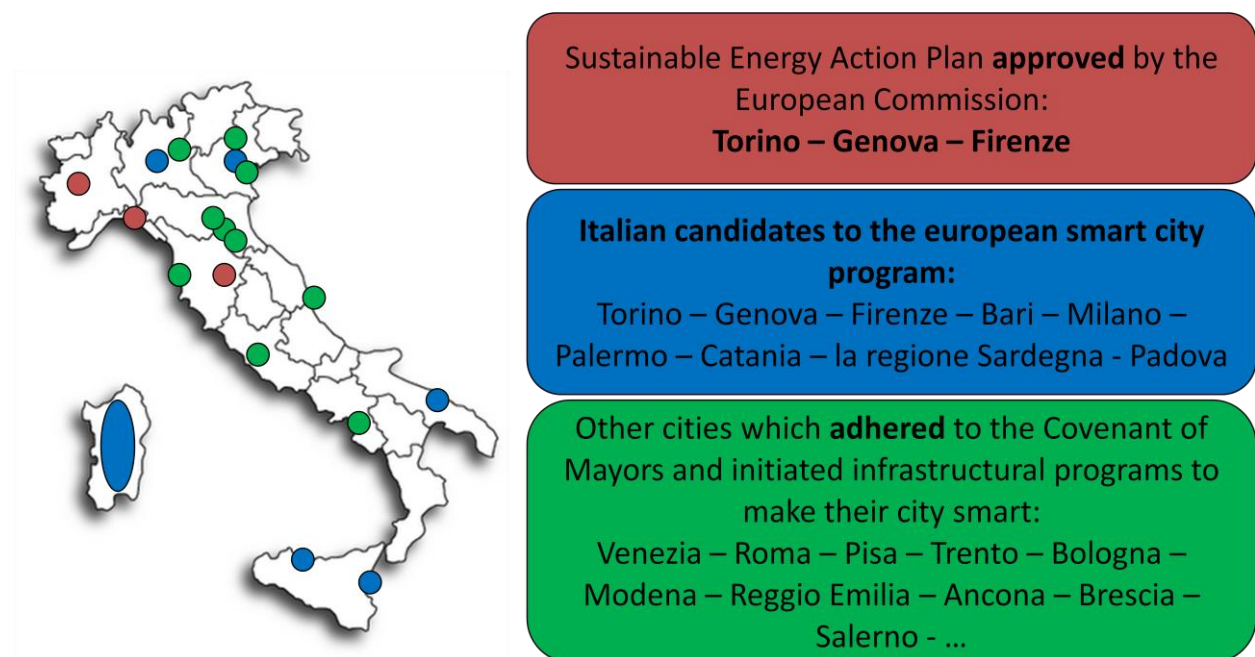 Sustainable Energy Action Plan approved by the
European Commission:
Torino – Genova – Firenze
Italian candidates to the european smart city
program:
Torino – Genova – Firenze – Bari – Milano –
Palermo – Catania – la regione Sardegna - Padova
Other cities which adhered to the Covenant of
Mayors and initiated infrastructural programs to
make their city smart:
Venezia – Roma – Pisa – Trento – Bologna –
Modena – Reggio Emilia – Ancona – Brescia –
Salerno - ...